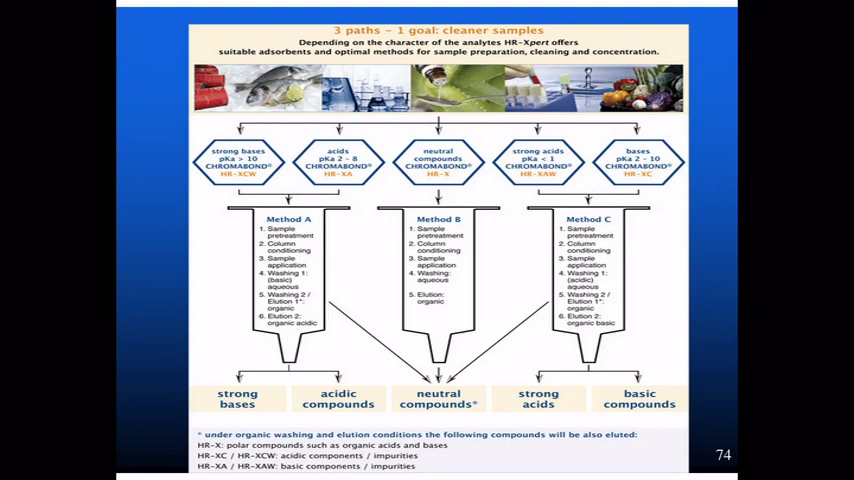 3 paths – 1 goal: cleaner samples
Depending on the character of the analytes HR-Xpert offers
suitable adsorbents and optimal methods for sample preparation, cleaning and concentration.
strong bases
pKa > 10
CHROMABOND®
HR-XCW
acids
pKa 2 – 8
CHROMABOND®
HR-XA
neutral
compounds
CHROMABOND®
HR-X
strong acids
pKa < 1
CHROMABOND®
HR-XAW
bases
pKa 2 – 10
CHROMABOND®
HR-XC
Method A
1. Sample
pretreatment
2. Column
conditioning
3. Sample
application
4. Washing 1:
(basic)
aqueous
5. Washing 2 /
Elution 1*:
organic
6. Elution 2:
organic acidic
Method B
1. Sample
pretreatment
2. Column
conditioning
3. Sample
application
4. Washing:
aqueous
5. Elution:
organic
Method C
1. Sample
pretreatment
2. Column
conditioning
3. Sample
application
4. Washing 1:
(acidic)
aqueous
5. Washing 2 /
Elution 1*:
organic
6. Elution 2:
organic basic
strong
bases
acidic
compounds
neutral
compounds*
strong
acids
basic
compounds
* under organic washing and elution conditions the following compounds will be also eluted:
HR-X: polar compounds such as organic acids and bases
HR-XC / HR-XCW: acidic components / impurities
HR-XA / HR-XAW: basic components / impurities
74